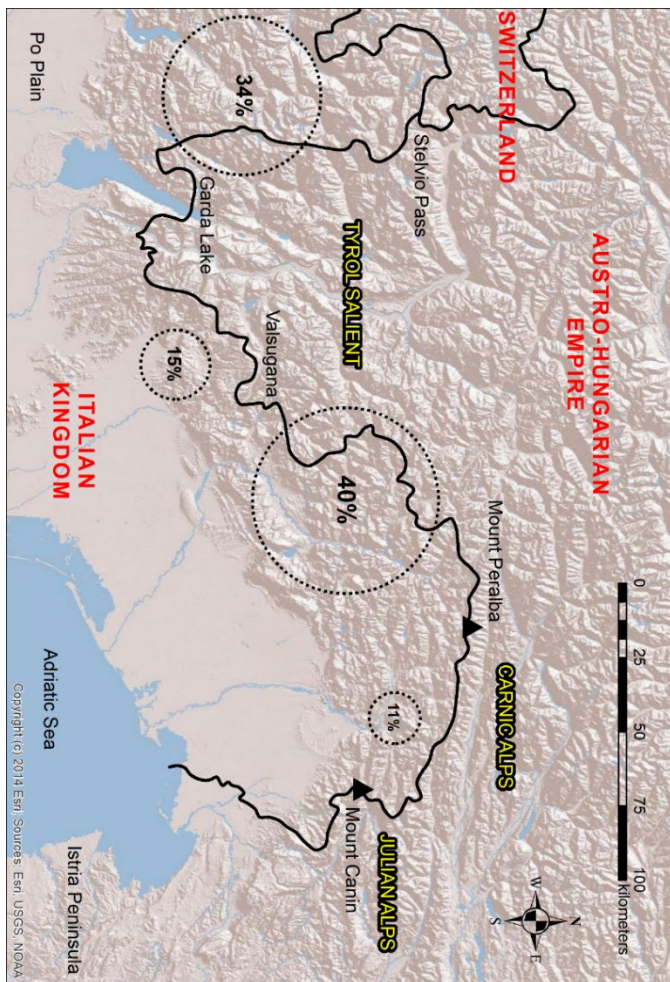 SWITZERLAND
AUSTRO-HUNGARIAN
EMPIRE
0
25
50
75
100
kilometers
N
W
E
S
Stelvio Pass
Mount Peralba
CARNIC ALPS
TYROL SALIENT
34%
40%
11%
Mount Canin
JULIAN ALPS
Garda Lake
Valsugana
15%
Po Plain
ITALIAN
KINGDOM
Adriatic Sea
Istria Peninsula
Copyright (c) 2014 Esri, Sources: Esri, USGS, NOAA